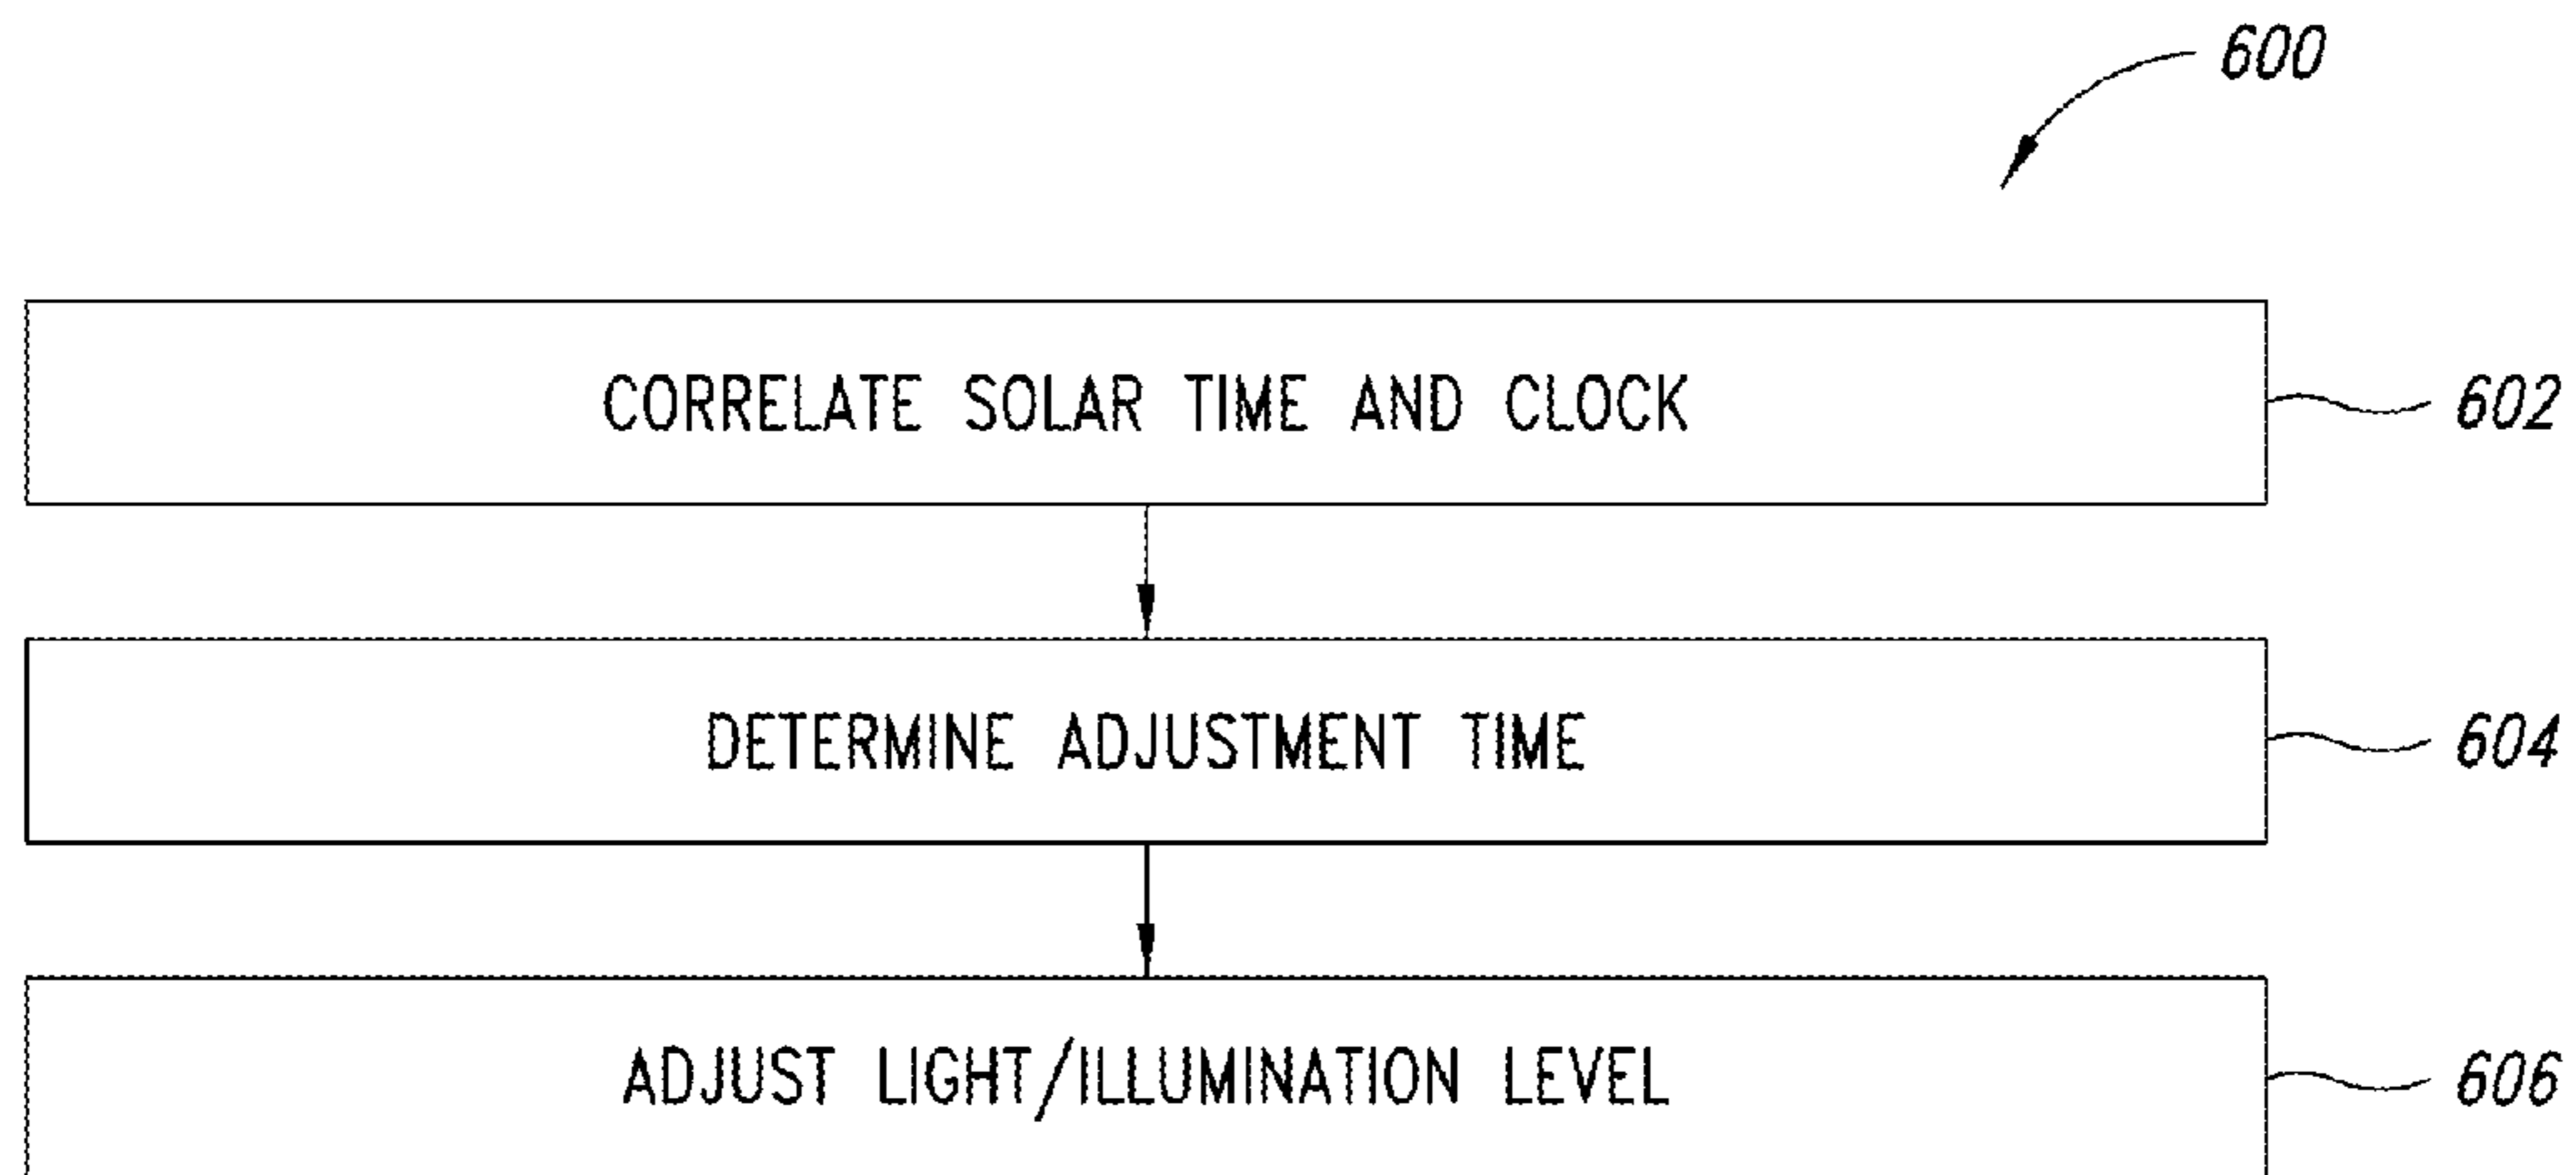 600
CORRELATE SOLAR TIME AND CLOCK
602
DETERMINE ADJUSTMENT TIME
604
ADJUST LIGHT/ILLUMINATION LEVEL
606